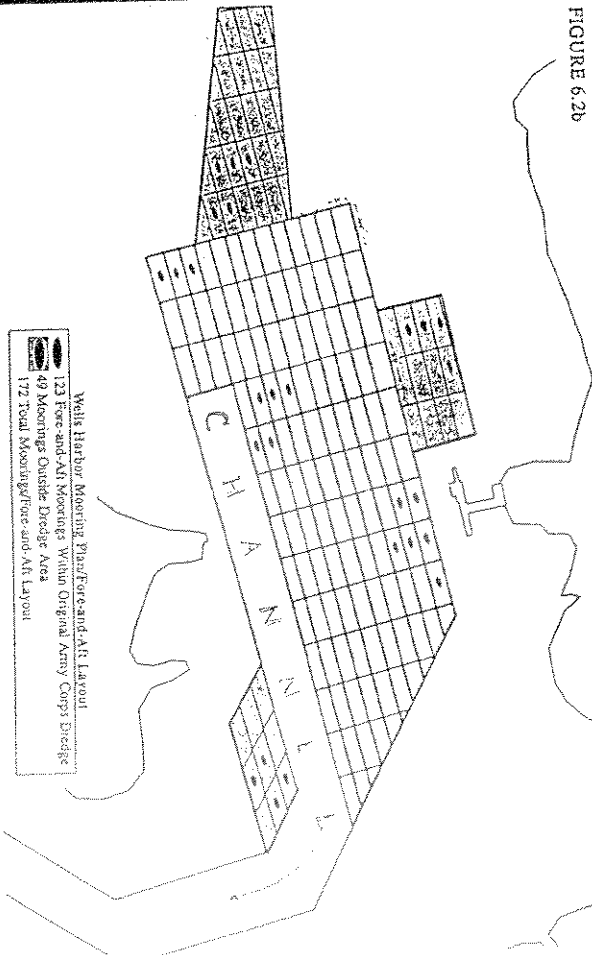 FIGURE 6.2b
CHANNEL
Wells Harbor Mooring Plan/Fore-and-Aft Layout
123 Fore-and-Aft Moorings Within Original Army Corps Dredge
49 Moorings Outside Dredge Area
172 Total Moorings/Fore-and-Aft Layout